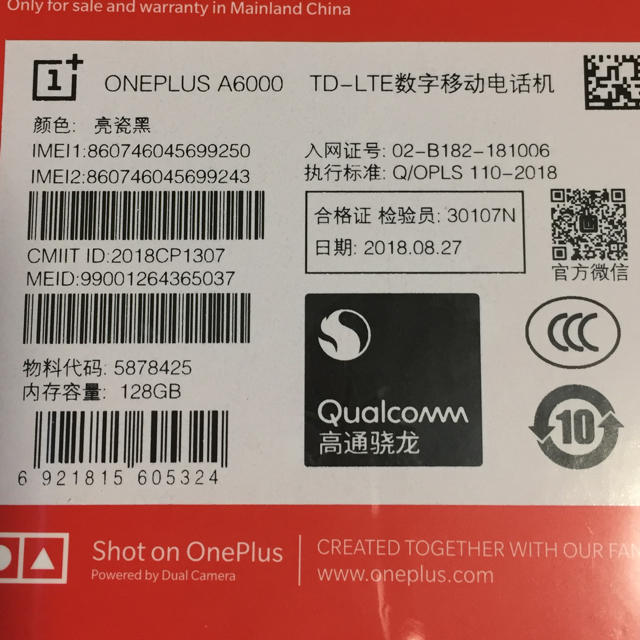 Only for sale and warranty in Mainland China
ONEPLUS A6000 TD-LTE数字移动电话机
颜色: 亮瓷黑
IMEI1:860746045699250
IMEI2:860746045699243
入网证号: 02-B182-181006
执行标准: Q/OPLS 110-2018
合格证 检验员: 30107N
日期: 2018.08.27
官方微信
CMIIT ID:2018CP1307
MEID:99001264365037
物料代码: 5878425
内存容量: 128GB
6 921815 605324
Qualcomm
高通骁龙
CCC
10
Shot on OnePlus
Powered by Dual Camera
CREATED TOGETHER WITH OUR FAN
www.oneplus.com